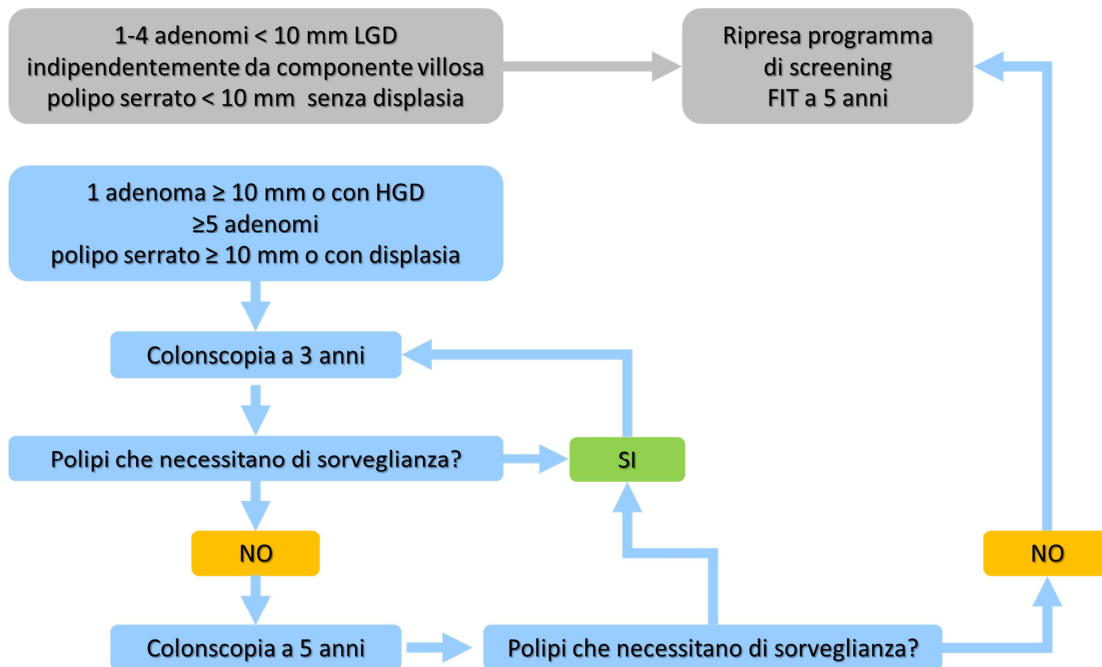 1-4 adenomi < 10 mm LGD
indipendentemente da componente villosa
polipo serrato < 10 mm senza displasia
Ripresa programma
di screening
FIT a 5 anni
1 adenoma ≥ 10 mm o con HGD
≥5 adenomi
polipo serrato ≥ 10 mm o con displasia
Colonscopia a 3 anni
Polipi che necessitano di sorveglianza?
SI
NO
NO
Colonscopia a 5 anni
Polipi che necessitano di sorveglianza?